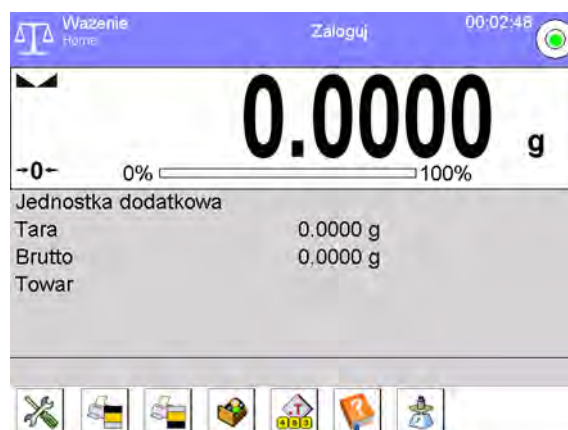 Ważenie
Home
Zaloguj
00:02:48
0.0000 g
→0←
0% 100%
Jednostka dodatkowa
Tara 0.0000 g
Brutto 0.0000 g
Towar